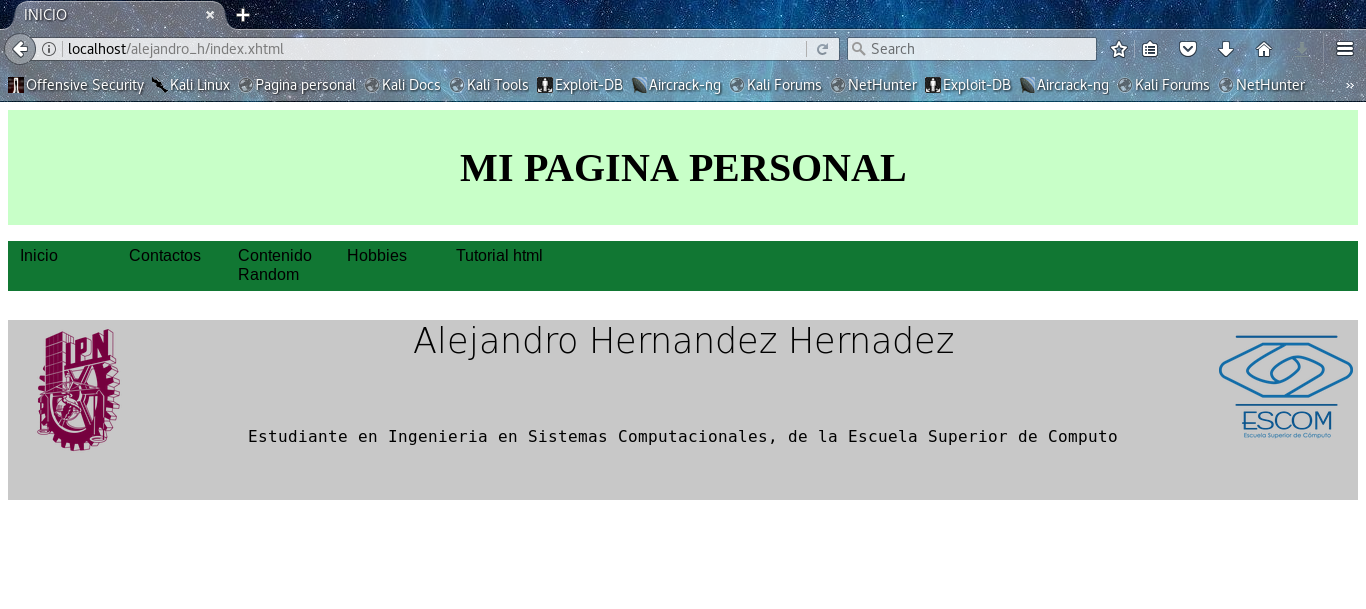 INICIO
localhost/alejandro_h/index.xhtml
Search
Offensive Security Kali Linux Pagina personal Kali Docs Kali Tools Exploit-DB Aircrack-ng Kali Forums NetHunter Exploit-DB Aircrack-ng Kali Forums NetHunter »
MI PAGINA PERSONAL
Inicio Contactos Contenido Hobbies Tutorial html
Random
IPN
Alejandro Hernandez Hernadez
Estudiante en Ingenieria en Sistemas Computacionales, de la Escuela Superior de Computo
ESCOM
Escuela Superior de Cómputo